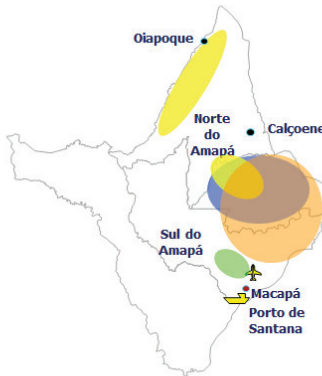 Oiapoque
Norte
do
Amapá
Calçoene
Sul do
Amapá
Macapá
Porto de
Santana